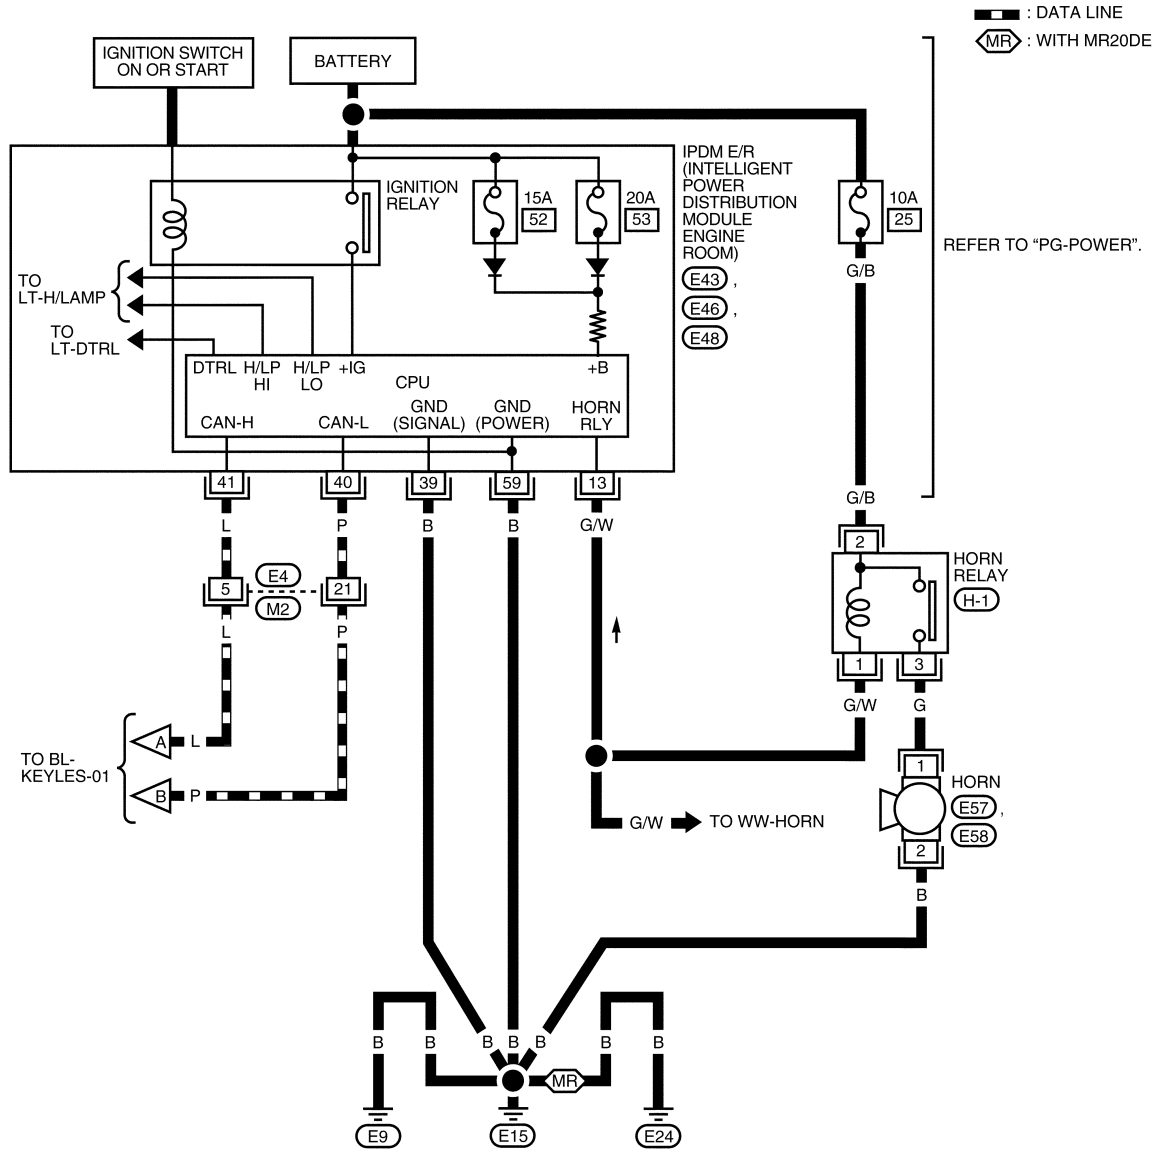 : DATA LINE
MR : WITH MR20DE
IGNITION SWITCH
ON OR START
BATTERY
IPDM E/R
(INTELLIGENT
POWER
DISTRIBUTION
MODULE
ENGINE
ROOM)
E43 ,
E46 ,
E48
IGNITION
RELAY
15A
52
20A
53
10A
25
REFER TO “PG-POWER”.
G/B
TO
LT-H/LAMP
TO
LT-DTRL
DTRL
H/LP
HI
H/LP
LO
+IG
+B
CPU
CAN-H
CAN-L
GND
(SIGNAL)
GND
(POWER)
HORN
RLY
41
40
39
59
13
L
P
B
B
G/W
G/B
2
HORN
RELAY
H-1
5
E4
M2
21
L
P
1
3
G/W
G
A
L
TO BL-
KEYLES-01
B
P
1
HORN
E57 ,
E58
2
G/W
TO WW-HORN
B
B
B
B
B
B
B
B
MR
E9
E15
E24